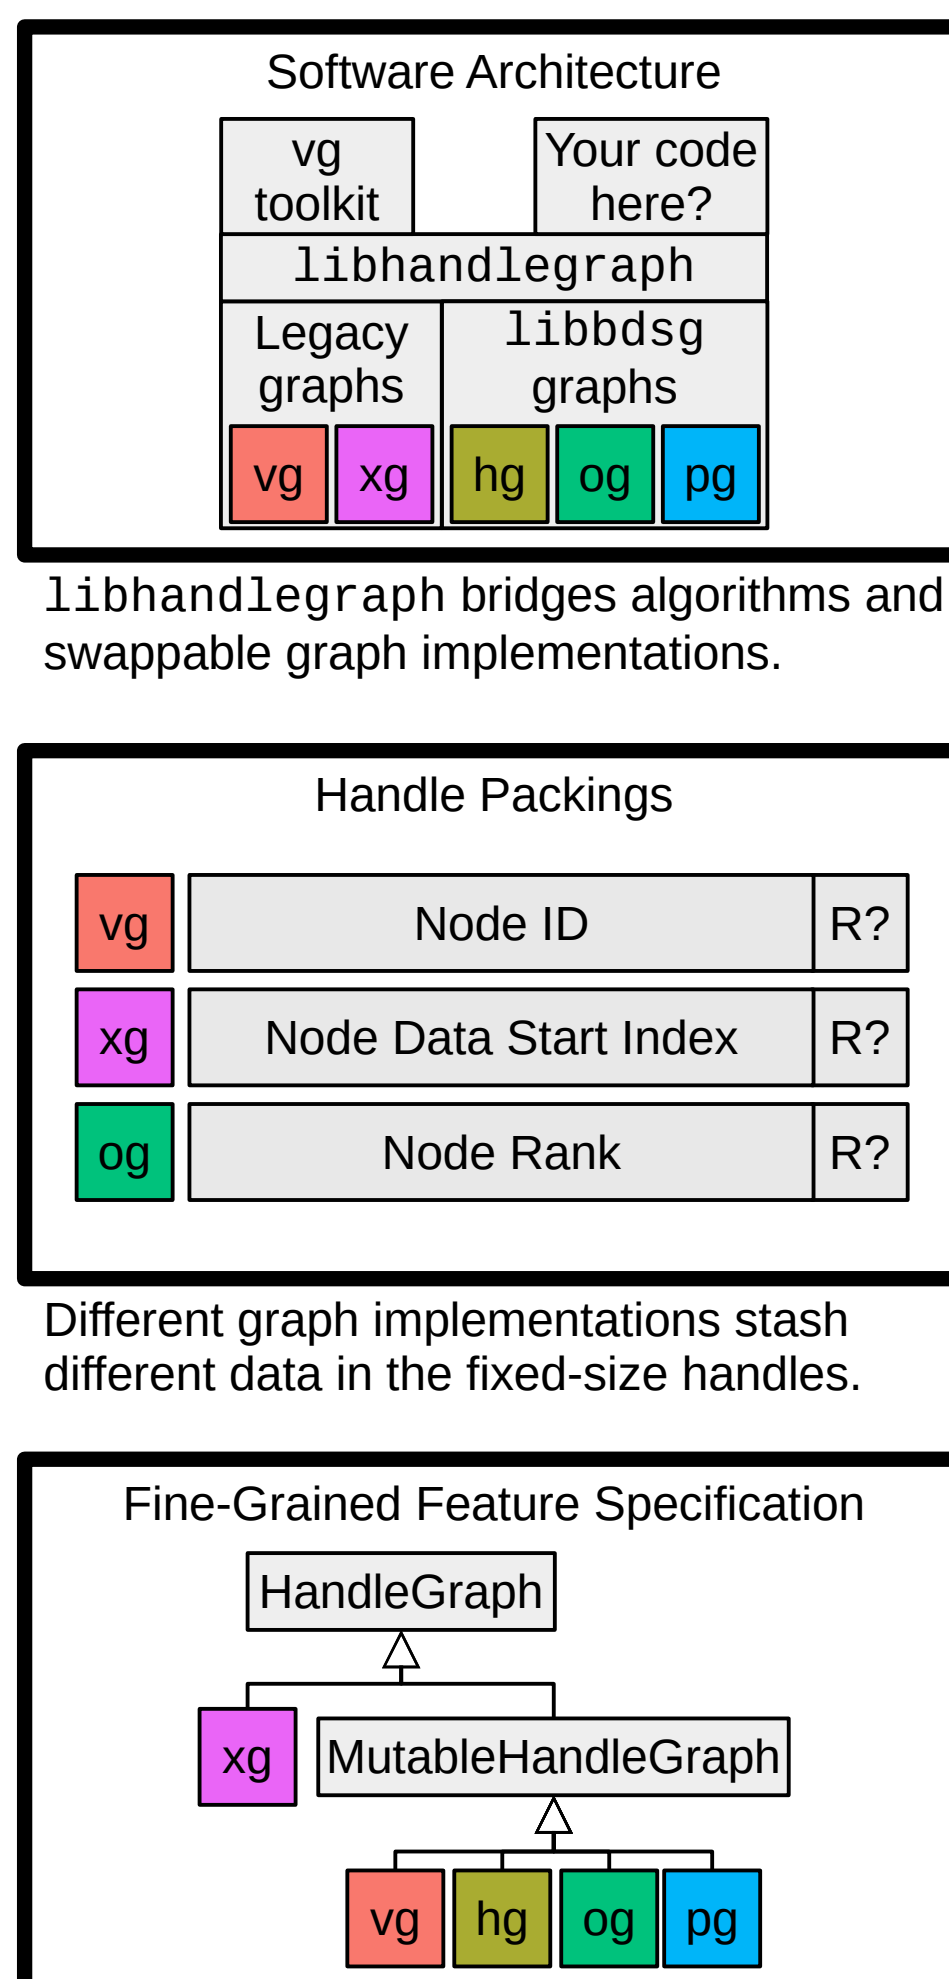 Software Architecture
vg
toolkit
Your code
here?
libhandlegraph
Legacy
graphs
libbdsg
graphs
vg
xg
hg
og
pg
libhandlegraph bridges algorithms and
swappable graph implementations.
Handle Packings
vg
Node ID
R?
xg
Node Data Start Index
R?
og
Node Rank
R?
Different graph implementations stash
different data in the fixed-size handles.
Fine-Grained Feature Specification
HandleGraph
xg
MutableHandleGraph
vg
hg
og
pg